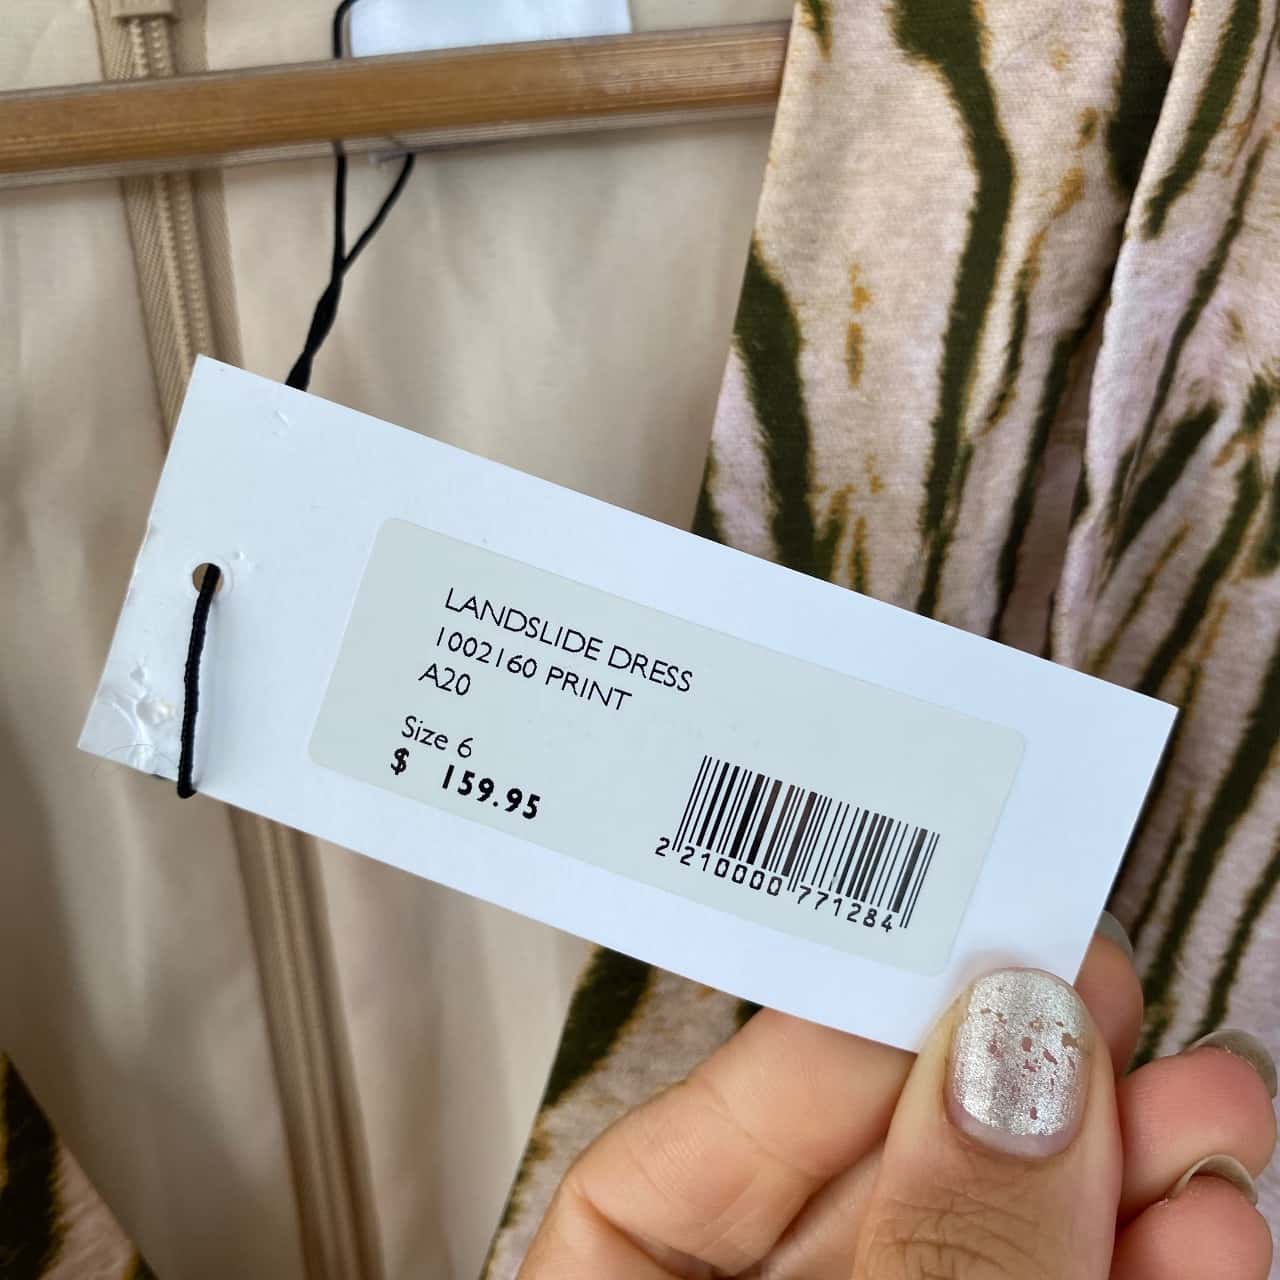 LANDSLIDE DRESS
1002160 PRINT
A20
Size 6
$ 159.95
2 210000 771284